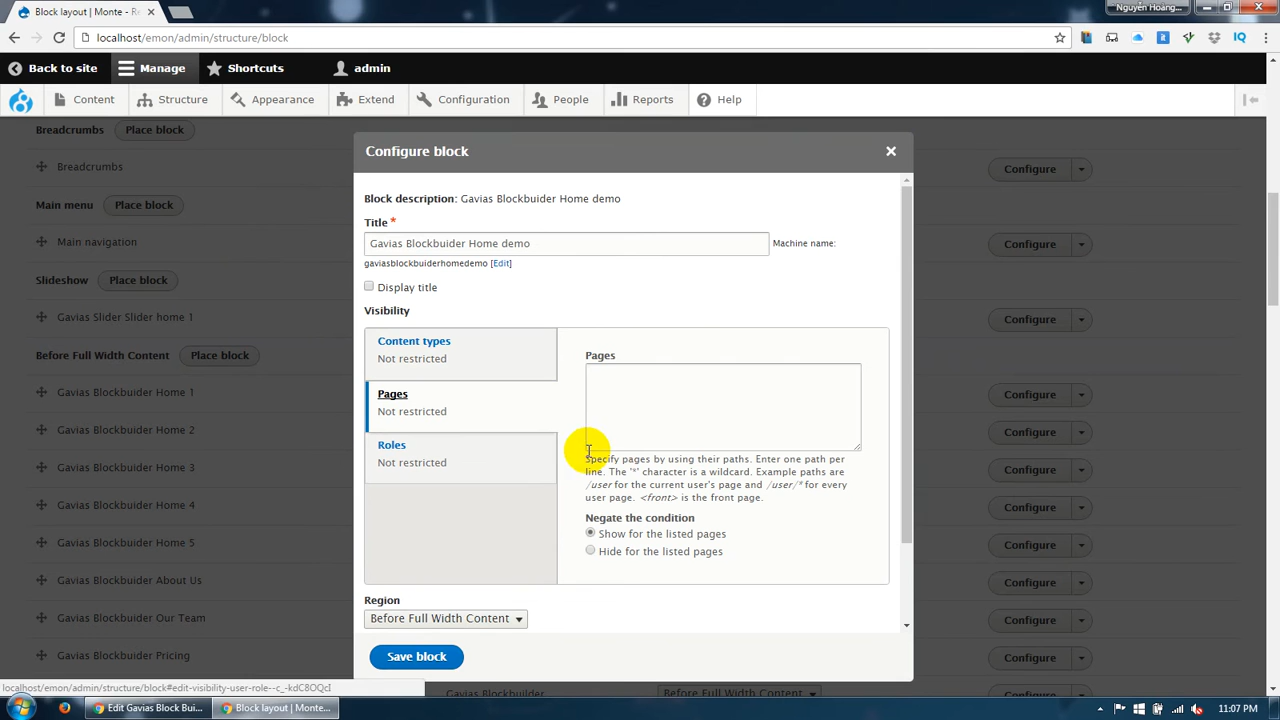 Block layout | Monte - R
Nguyễn Hoàng...
localhost/emon/admin/structure/block
Back to site
Manage
Shortcuts
admin
Content
Structure
Appearance
Extend
Configuration
People
Reports
Help
Breadcrumbs
Place block
Breadcrumbs
Configure
Main menu
Place block
Main navigation
Configure
Slideshow
Place block
Gavias Slider Slider home 1
Configure
Before Full Width Content
Place block
Gavias Blockbuider Home 1
Configure
Gavias Blockbuider Home 2
Configure
Gavias Blockbuider Home 3
Configure
Gavias Blockbuider Home 4
Configure
Gavias Blockbuider Home 5
Configure
Gavias Blockbuider About Us
Configure
Gavias Blockbuider Our Team
Configure
Gavias Blockbuider Pricing
Configure
Configure block
Block description: Gavias Blockbuider Home demo
Title *
Gavias Blockbuider Home demo
Machine name:
gaviasblockbuiderhomedemo [Edit]
Display title
Visibility
Content types
Not restricted
Pages
Not restricted
Roles
Not restricted
Pages
Specify pages by using their paths. Enter one path per
line. The '*' character is a wildcard. Example paths are
/user for the current user's page and /user/* for every
user page. <front> is the front page.
Negate the condition
Show for the listed pages
Hide for the listed pages
Region
Before Full Width Content
Save block
Gavias Blockbuilder
Before Full Width Content
localhost/emon/admin/structure/block#edit-visibility-user-role--c_-kdC8OQcI
Edit Gavias Block Bui...
Block layout | Monte...
11:07 PM